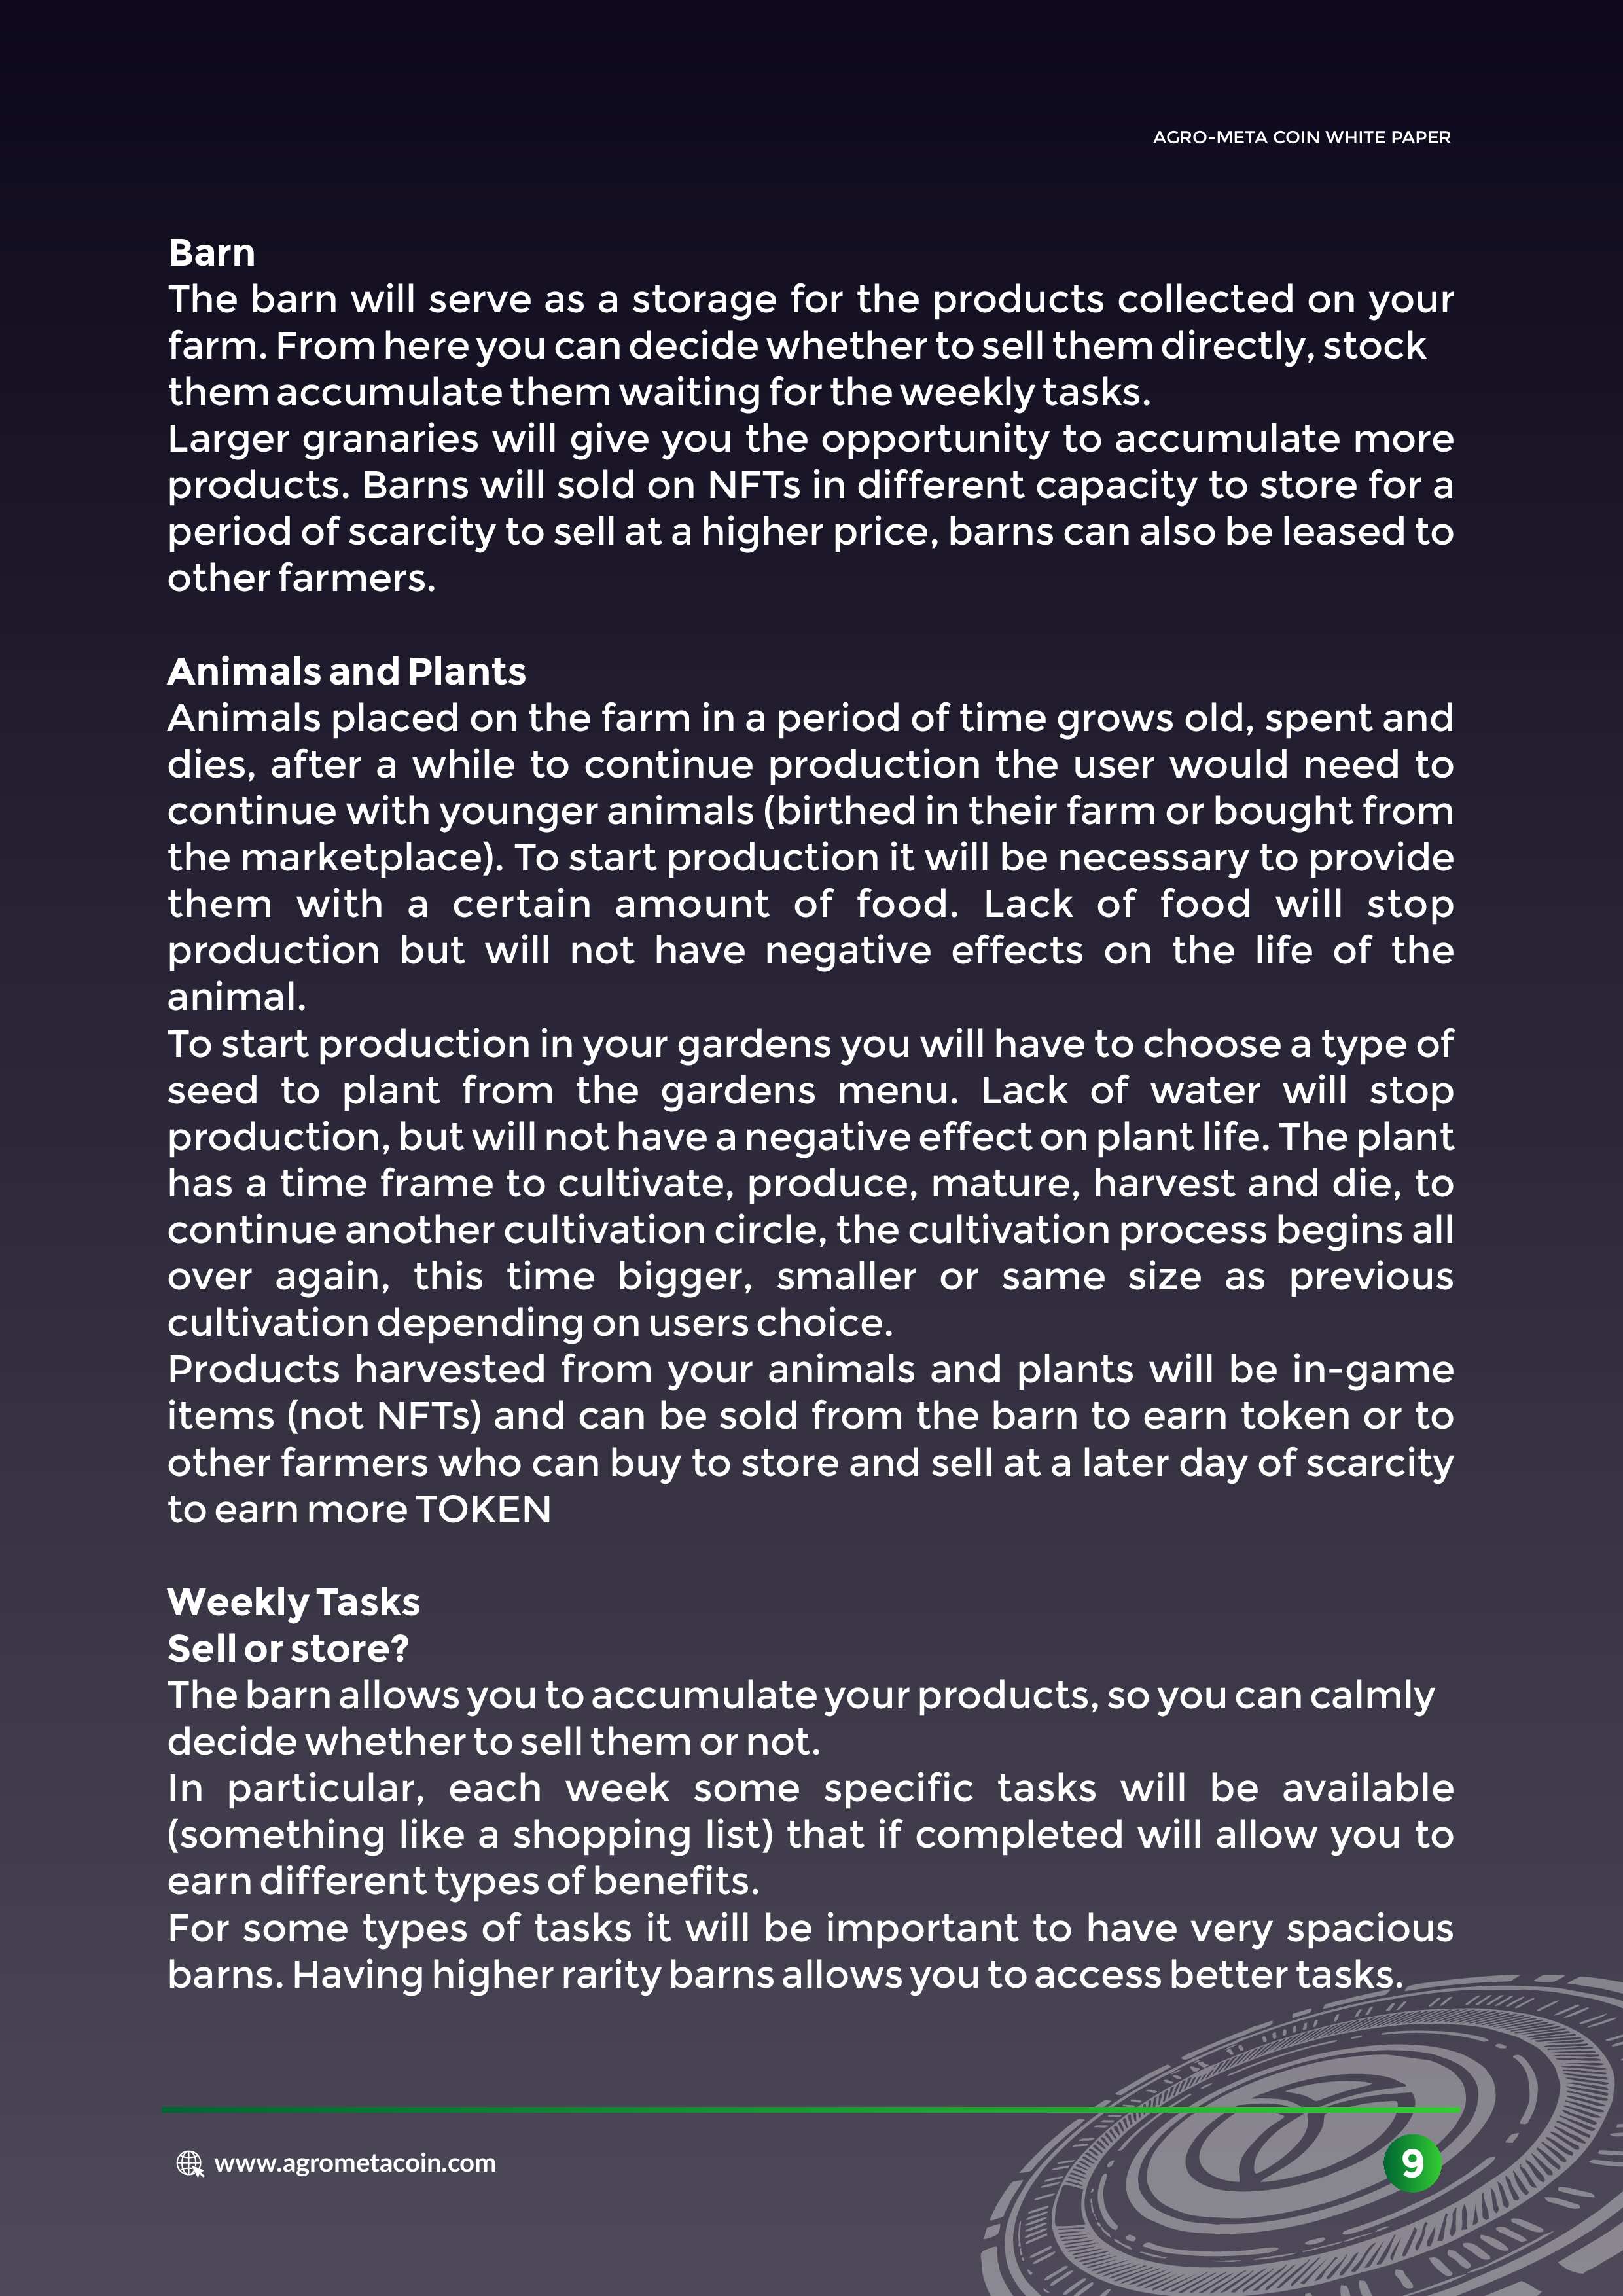 AGRO-META COIN WHITE PAPER
Barn
The barn will serve as a storage for the products collected on your
farm. From here you can decide whether to sell them directly, stock
them accumulate them waiting for the weekly tasks.
Larger granaries will give you the opportunity to accumulate more
products. Barns will sold on NFTs in different capacity to store for a
period of scarcity to sell at a higher price, barns can also be leased to
other farmers.
Animals and Plants
Animals placed on the farm in a period of time grows old, spent and
dies, after a while to continue production the user would need to
continue with younger animals (birthed in their farm or bought from
the marketplace). To start production it will be necessary to provide
them with a certain amount of food. Lack of food will stop
production but will not have negative effects on the life of the
animal.
To start production in your gardens you will have to choose a type of
seed to plant from the gardens menu. Lack of water will stop
production, but will not have a negative effect on plant life. The plant
has a time frame to cultivate, produce, mature, harvest and die, to
continue another cultivation circle, the cultivation process begins all
over again, this time bigger, smaller or same size as previous
cultivation depending on users choice.
Products harvested from your animals and plants will be in-game
items (not NFTs) and can be sold from the barn to earn token or to
other farmers who can buy to store and sell at a later day of scarcity
to earn more TOKEN
Weekly Tasks
Sell or store?
The barn allows you to accumulate your products, so you can calmly
decide whether to sell them or not.
In particular, each week some specific tasks will be available
(something like a shopping list) that if completed will allow you to
earn different types of benefits.
For some types of tasks it will be important to have very spacious
barns. Having higher rarity barns allows you to access better tasks.
www.agrometacoin.com
9